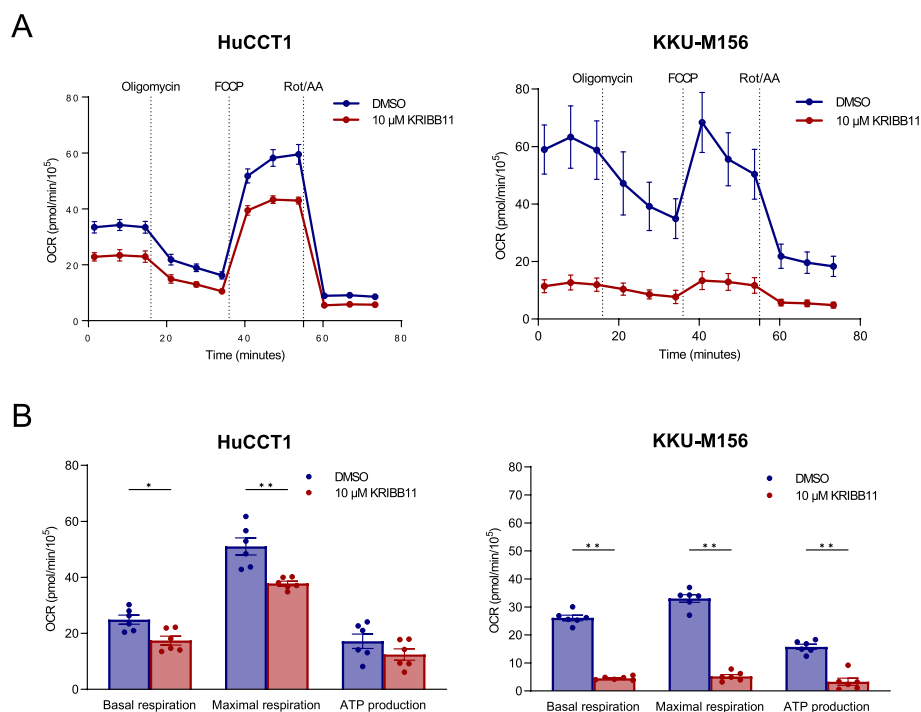 A
HuCCT1
Oligomycin FCCP Rot/AA
DMSO
10 µM KRIBB11
OCR (pmol/min/10⁵)
80
60
40
20
0
0 20 40 60 80
Time (minutes)
KKU-M156
Oligomycin FCCP Rot/AA
DMSO
10 µM KRIBB11
OCR (pmol/min/10⁵)
80
60
40
20
0
0 20 40 60 80
Time (minutes)
B
HuCCT1
DMSO
10 µM KRIBB11
* **
OCR (pmol/min/10⁵)
80
60
40
20
0
Basal respiration Maximal respiration ATP production
KKU-M156
DMSO
10 µM KRIBB11
** ** **
OCR (pmol/min/10⁵)
80
70
60
50
40
30
20
10
0
Basal respiration Maximal respiration ATP production